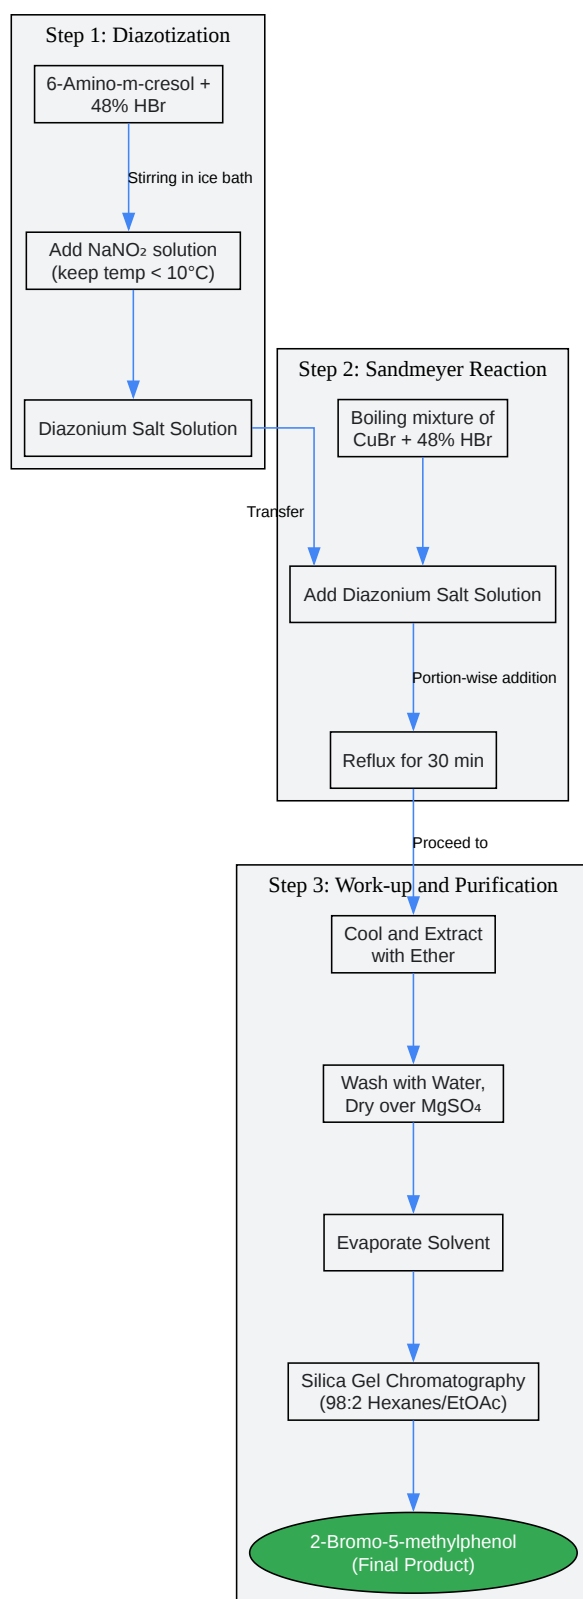 Step 1: Diazotization
6-Amino-m-cresol +
48% HBr
Stirring in ice bath
Add NaNO₂ solution
(keep temp < 10°C)
Diazonium Salt Solution
Transfer
Step 2: Sandmeyer Reaction
Boiling mixture of
CuBr + 48% HBr
Add Diazonium Salt Solution
Portion-wise addition
Reflux for 30 min
Proceed to
Step 3: Work-up and Purification
Cool and Extract
with Ether
Wash with Water,
Dry over MgSO₄
Evaporate Solvent
Silica Gel Chromatography
(98:2 Hexanes/EtOAc)
2-Bromo-5-methylphenol
(Final Product)